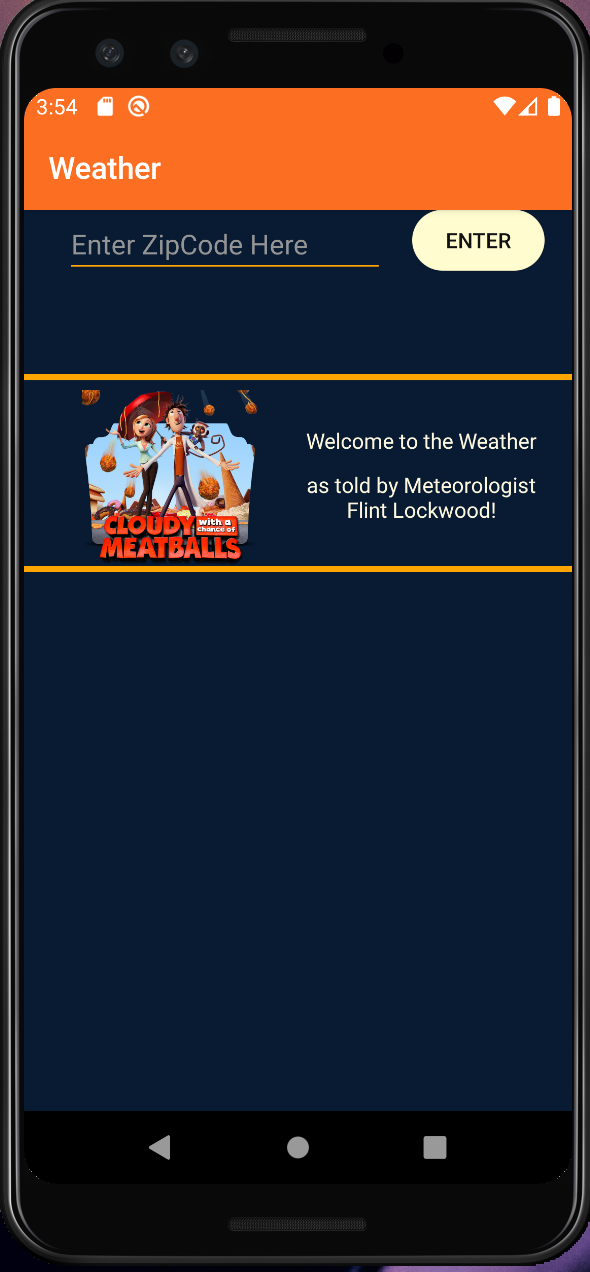 3:54
Weather
Enter ZipCode Here
ENTER
CLOUDY with a
chance of
MEATBALLS
Welcome to the Weather
as told by Meteorologist
Flint Lockwood!